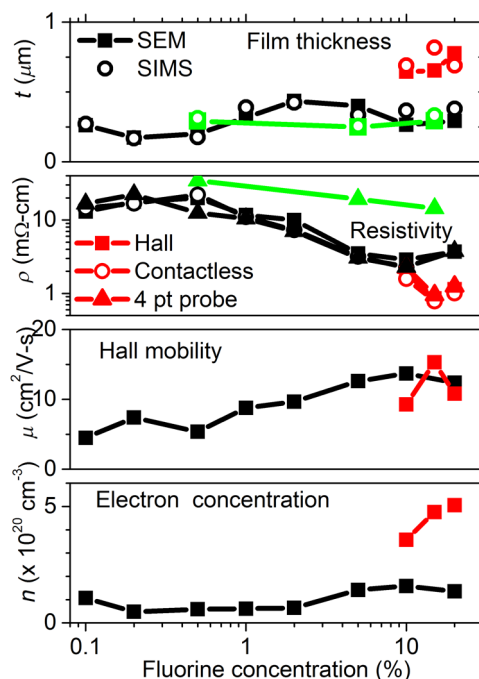 1
SEM
Film thickness
SIMS
t (μm)
0
10
Resistivity
ρ (mΩ-cm)
Hall
Contactless
1
4 pt probe
20
Hall mobility
μ (cm²/V-s)
10
0
Electron concentration
n (x 10²⁰ cm⁻³)
5
0
0.1
1
10
Fluorine concentration (%)